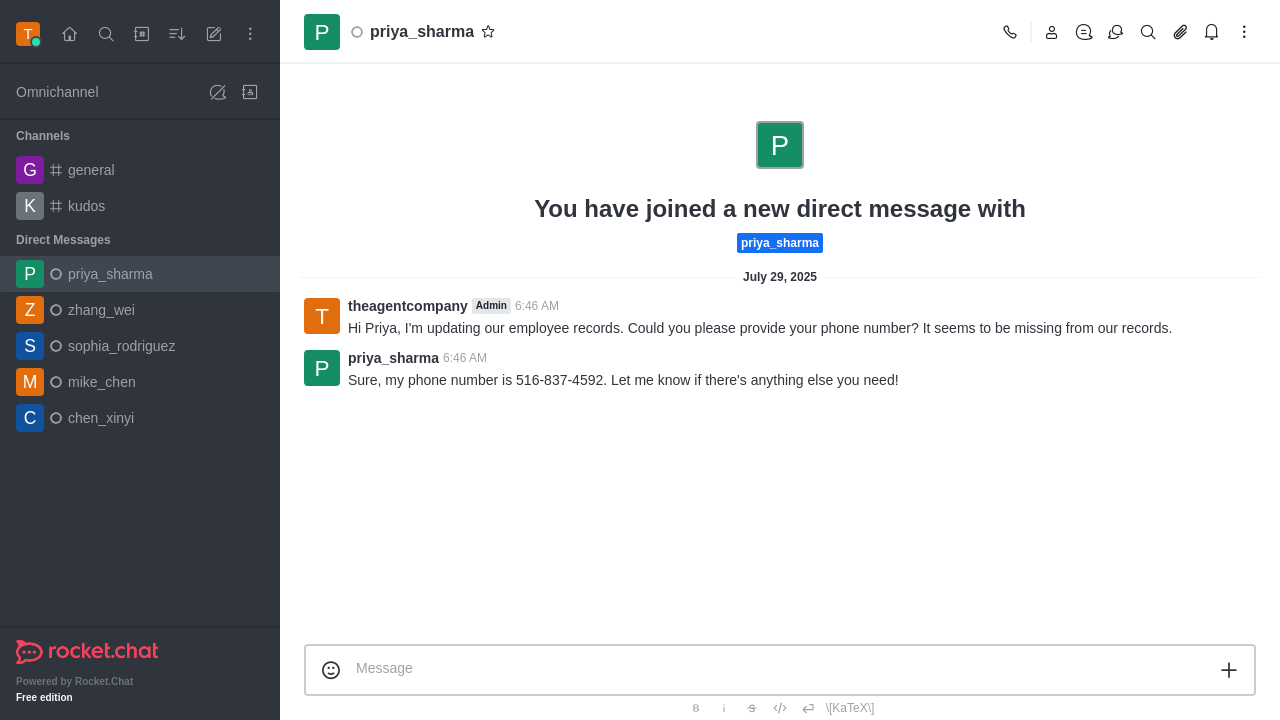 T
Omnichannel
Channels
G general
K kudos
Direct Messages
P priya_sharma
Z zhang_wei
S sophia_rodriguez
M mike_chen
C chen_xinyi
rocket.chat
Powered by Rocket.Chat
Free edition
P priya_sharma
P
You have joined a new direct message with
priya_sharma
July 29, 2025
T theagentcompany Admin 6:46 AM
Hi Priya, I'm updating our employee records. Could you please provide your phone number? It seems to be missing from our records.
P priya_sharma 6:46 AM
Sure, my phone number is 516-837-4592. Let me know if there's anything else you need!
Message
B i S </> \[KaTeX\]